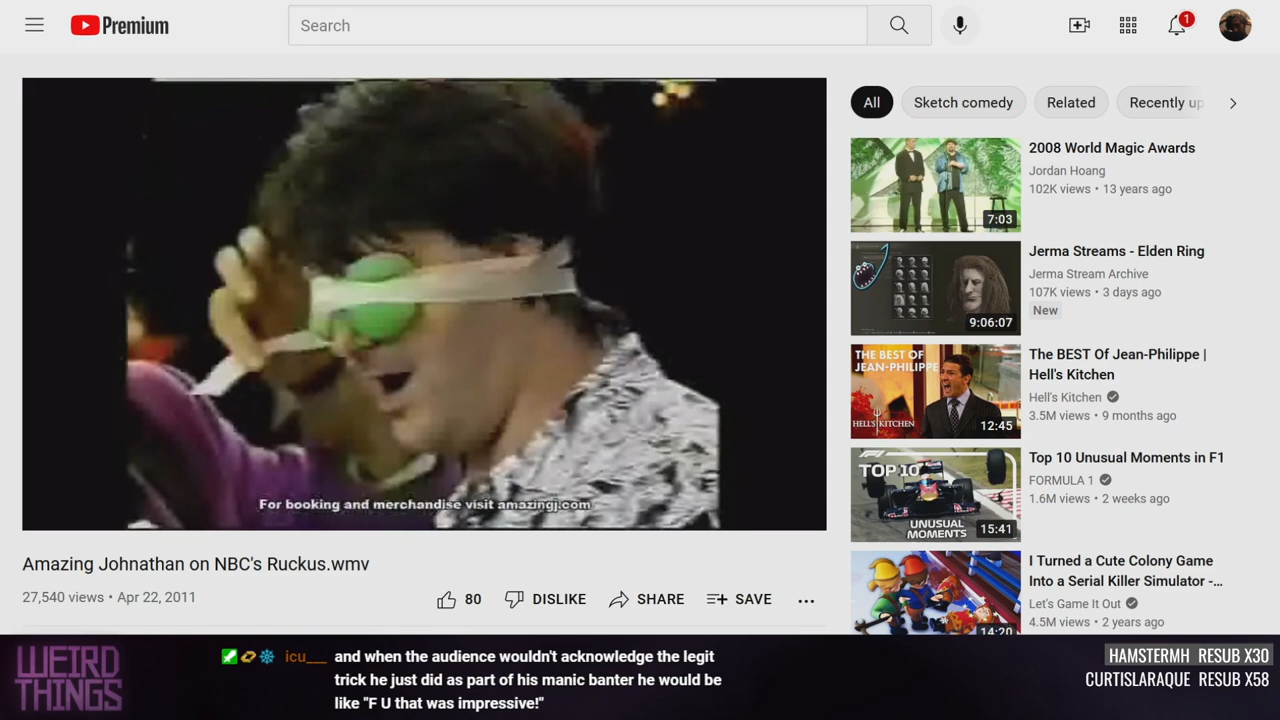 Premium
Search
1
For booking and merchandise visit amazingj.com
Amazing Johnathan on NBC's Ruckus.wmv
27,540 views • Apr 22, 2011
80
DISLIKE
SHARE
SAVE
All
Sketch comedy
Related
Recently up
2008 World Magic Awards
Jordan Hoang
102K views • 13 years ago
7:03
Jerma Streams - Elden Ring
Jerma Stream Archive
107K views • 3 days ago
New
9:06:07
THE BEST OF
JEAN-PHILIPPE
HELL'S KITCHEN
12:45
The BEST Of Jean-Philippe |
Hell's Kitchen
Hell's Kitchen
3.5M views • 9 months ago
TOP 10
UNUSUAL
MOMENTS
15:41
Top 10 Unusual Moments in F1
FORMULA 1
1.6M views • 2 weeks ago
14:20
I Turned a Cute Colony Game
Into a Serial Killer Simulator -...
Let's Game It Out
4.5M views • 2 years ago
WEIRD
THINGS
icu___ and when the audience wouldn't acknowledge the legit
trick he just did as part of his manic banter he would be
like "F U that was impressive!"
HAMSTERMH RESUB X30
CURTISLARAQUE RESUB X58